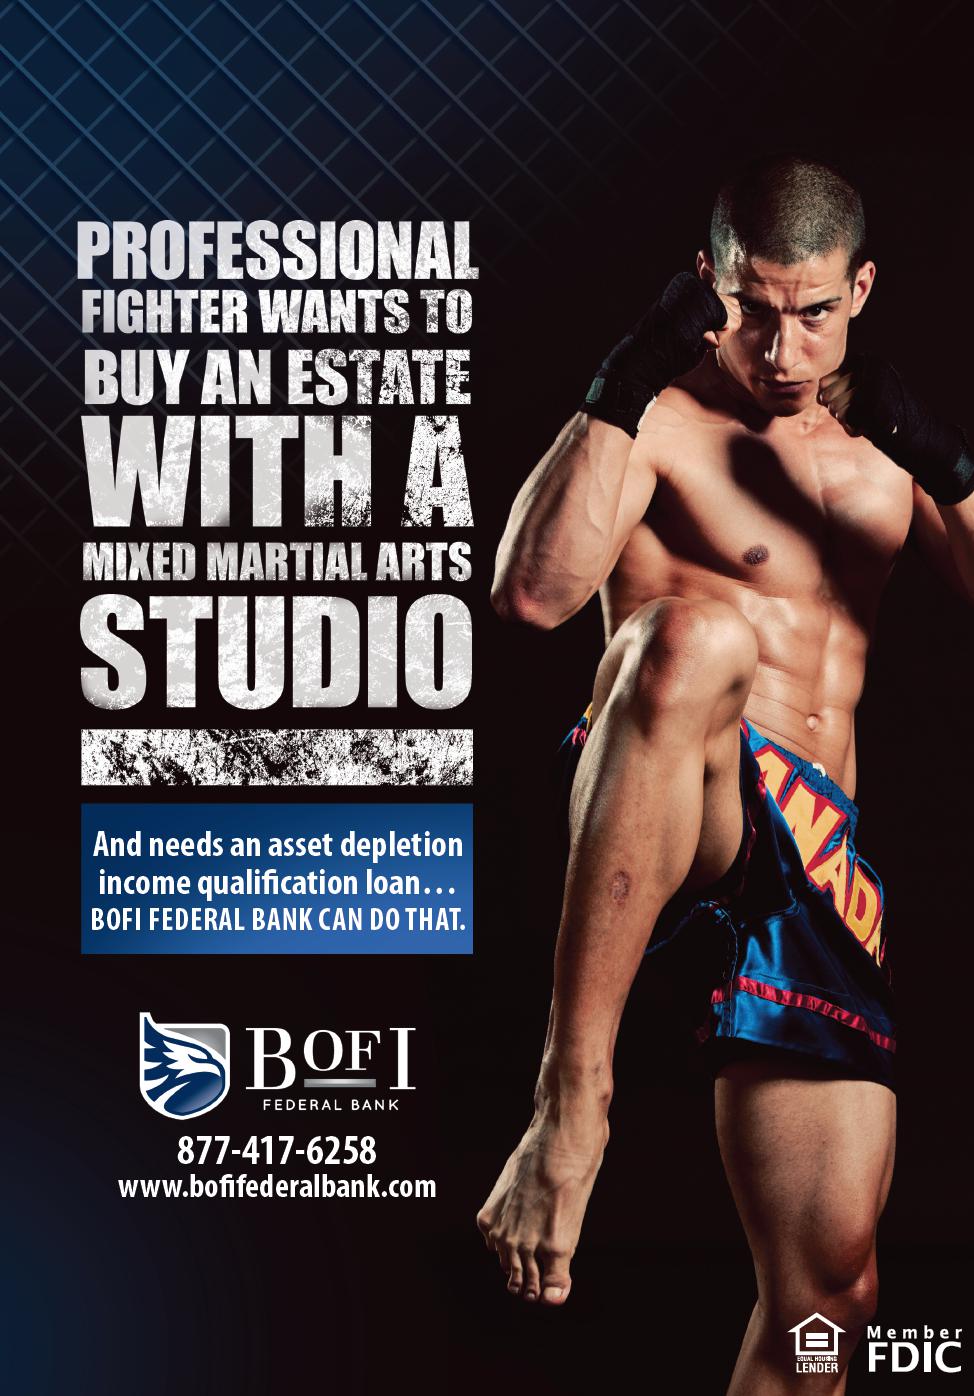 PROFESSIONAL
FIGHTER WANTS TO
BUY AN ESTATE
WITH A
MIXED MARTIAL ARTS
STUDIO
And needs an asset depletion
income qualification loan...
BOFI FEDERAL BANK CAN DO THAT.
BOFI
FEDERAL BANK
877-417-6258
www.bofifederalbank.com
EQUAL HOUSING
LENDER
Member
FDIC